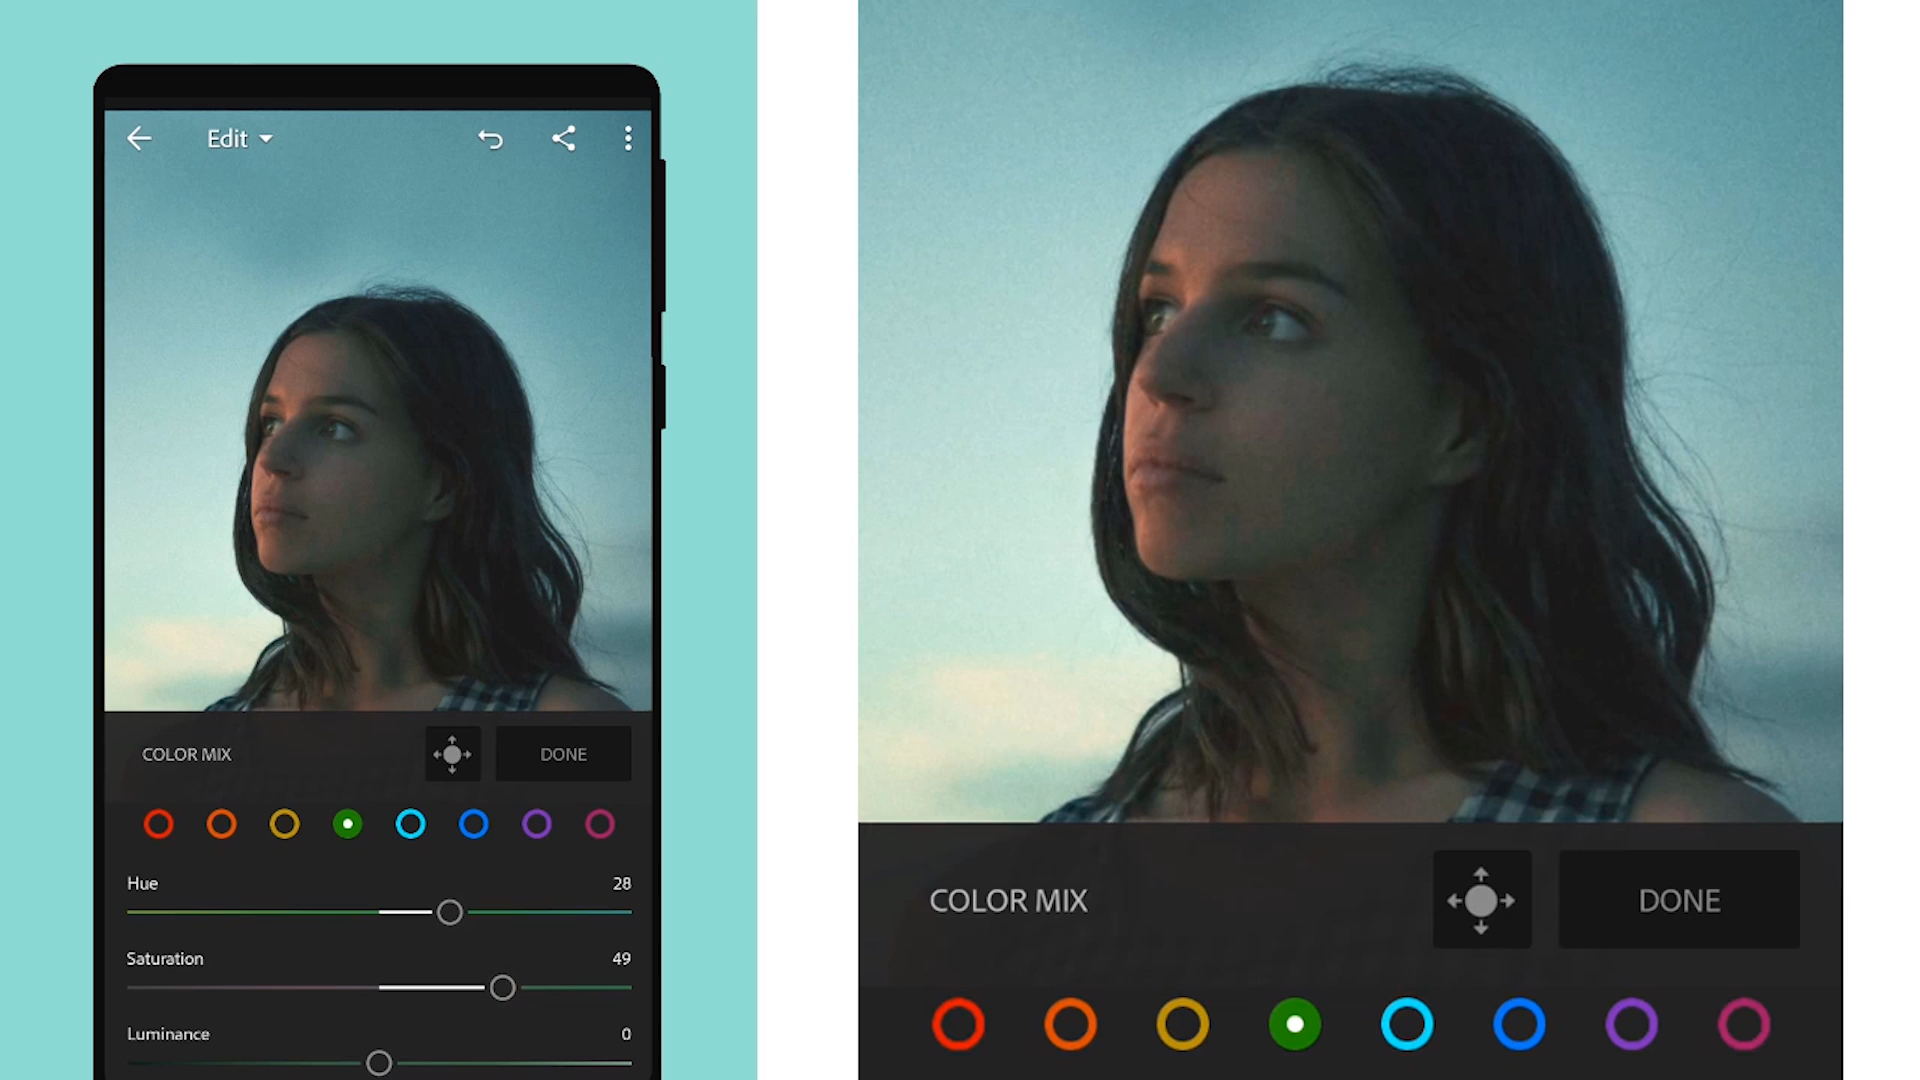 Edit
COLOR MIX
DONE
Hue 28
Saturation 49
Luminance 0
COLOR MIX
DONE